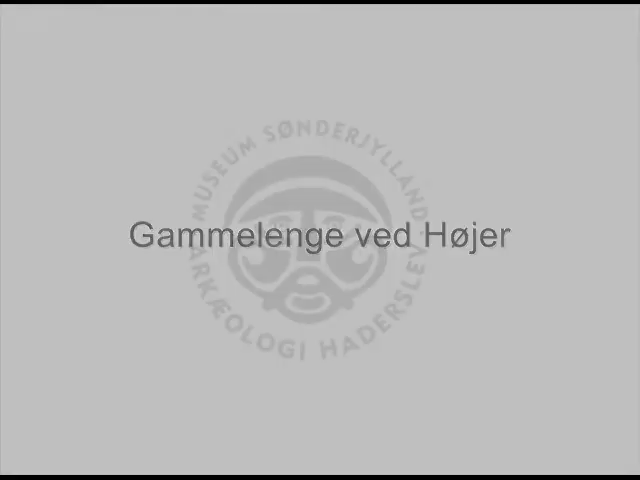 MUSEUM SØNDERJYLLAND
Gammelenge ved Højer
ARKÆOLOGI HADERSLEV